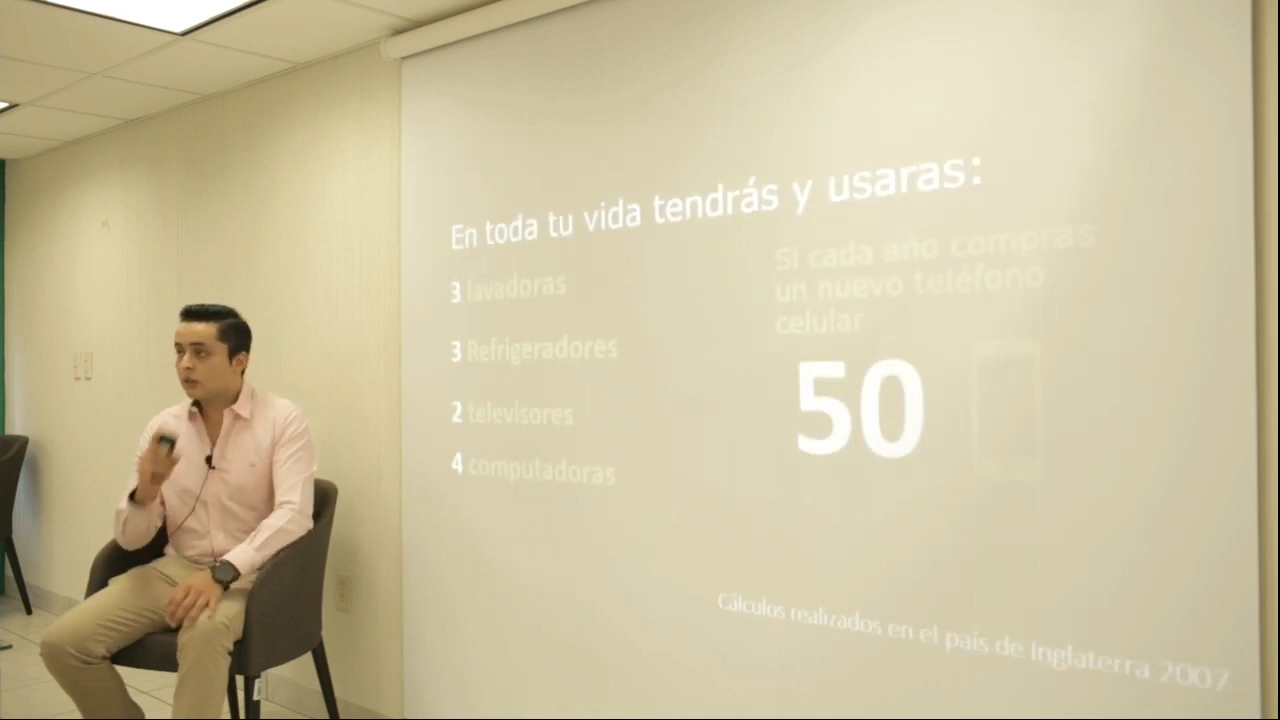 En toda tu vida tendrás y usaras:
3 lavadoras
3 Refrigeradores
2 televisores
4 computadoras
Si cada año compras
un nuevo teléfono
celular
50
Cálculos realizados en el país de Inglaterra 2007